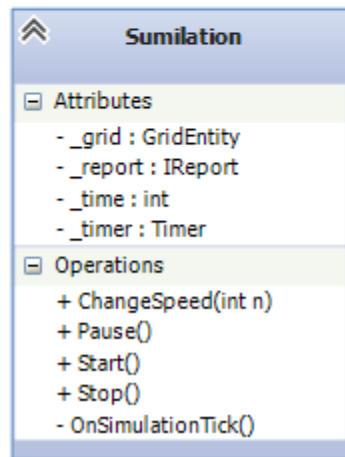 Sumilation
Attributes
- _grid : GridEntity
- _report : IReport
- _time : int
- _timer : Timer
Operations
+ ChangeSpeed(int n)
+ Pause()
+ Start()
+ Stop()
- OnSimulationTick()